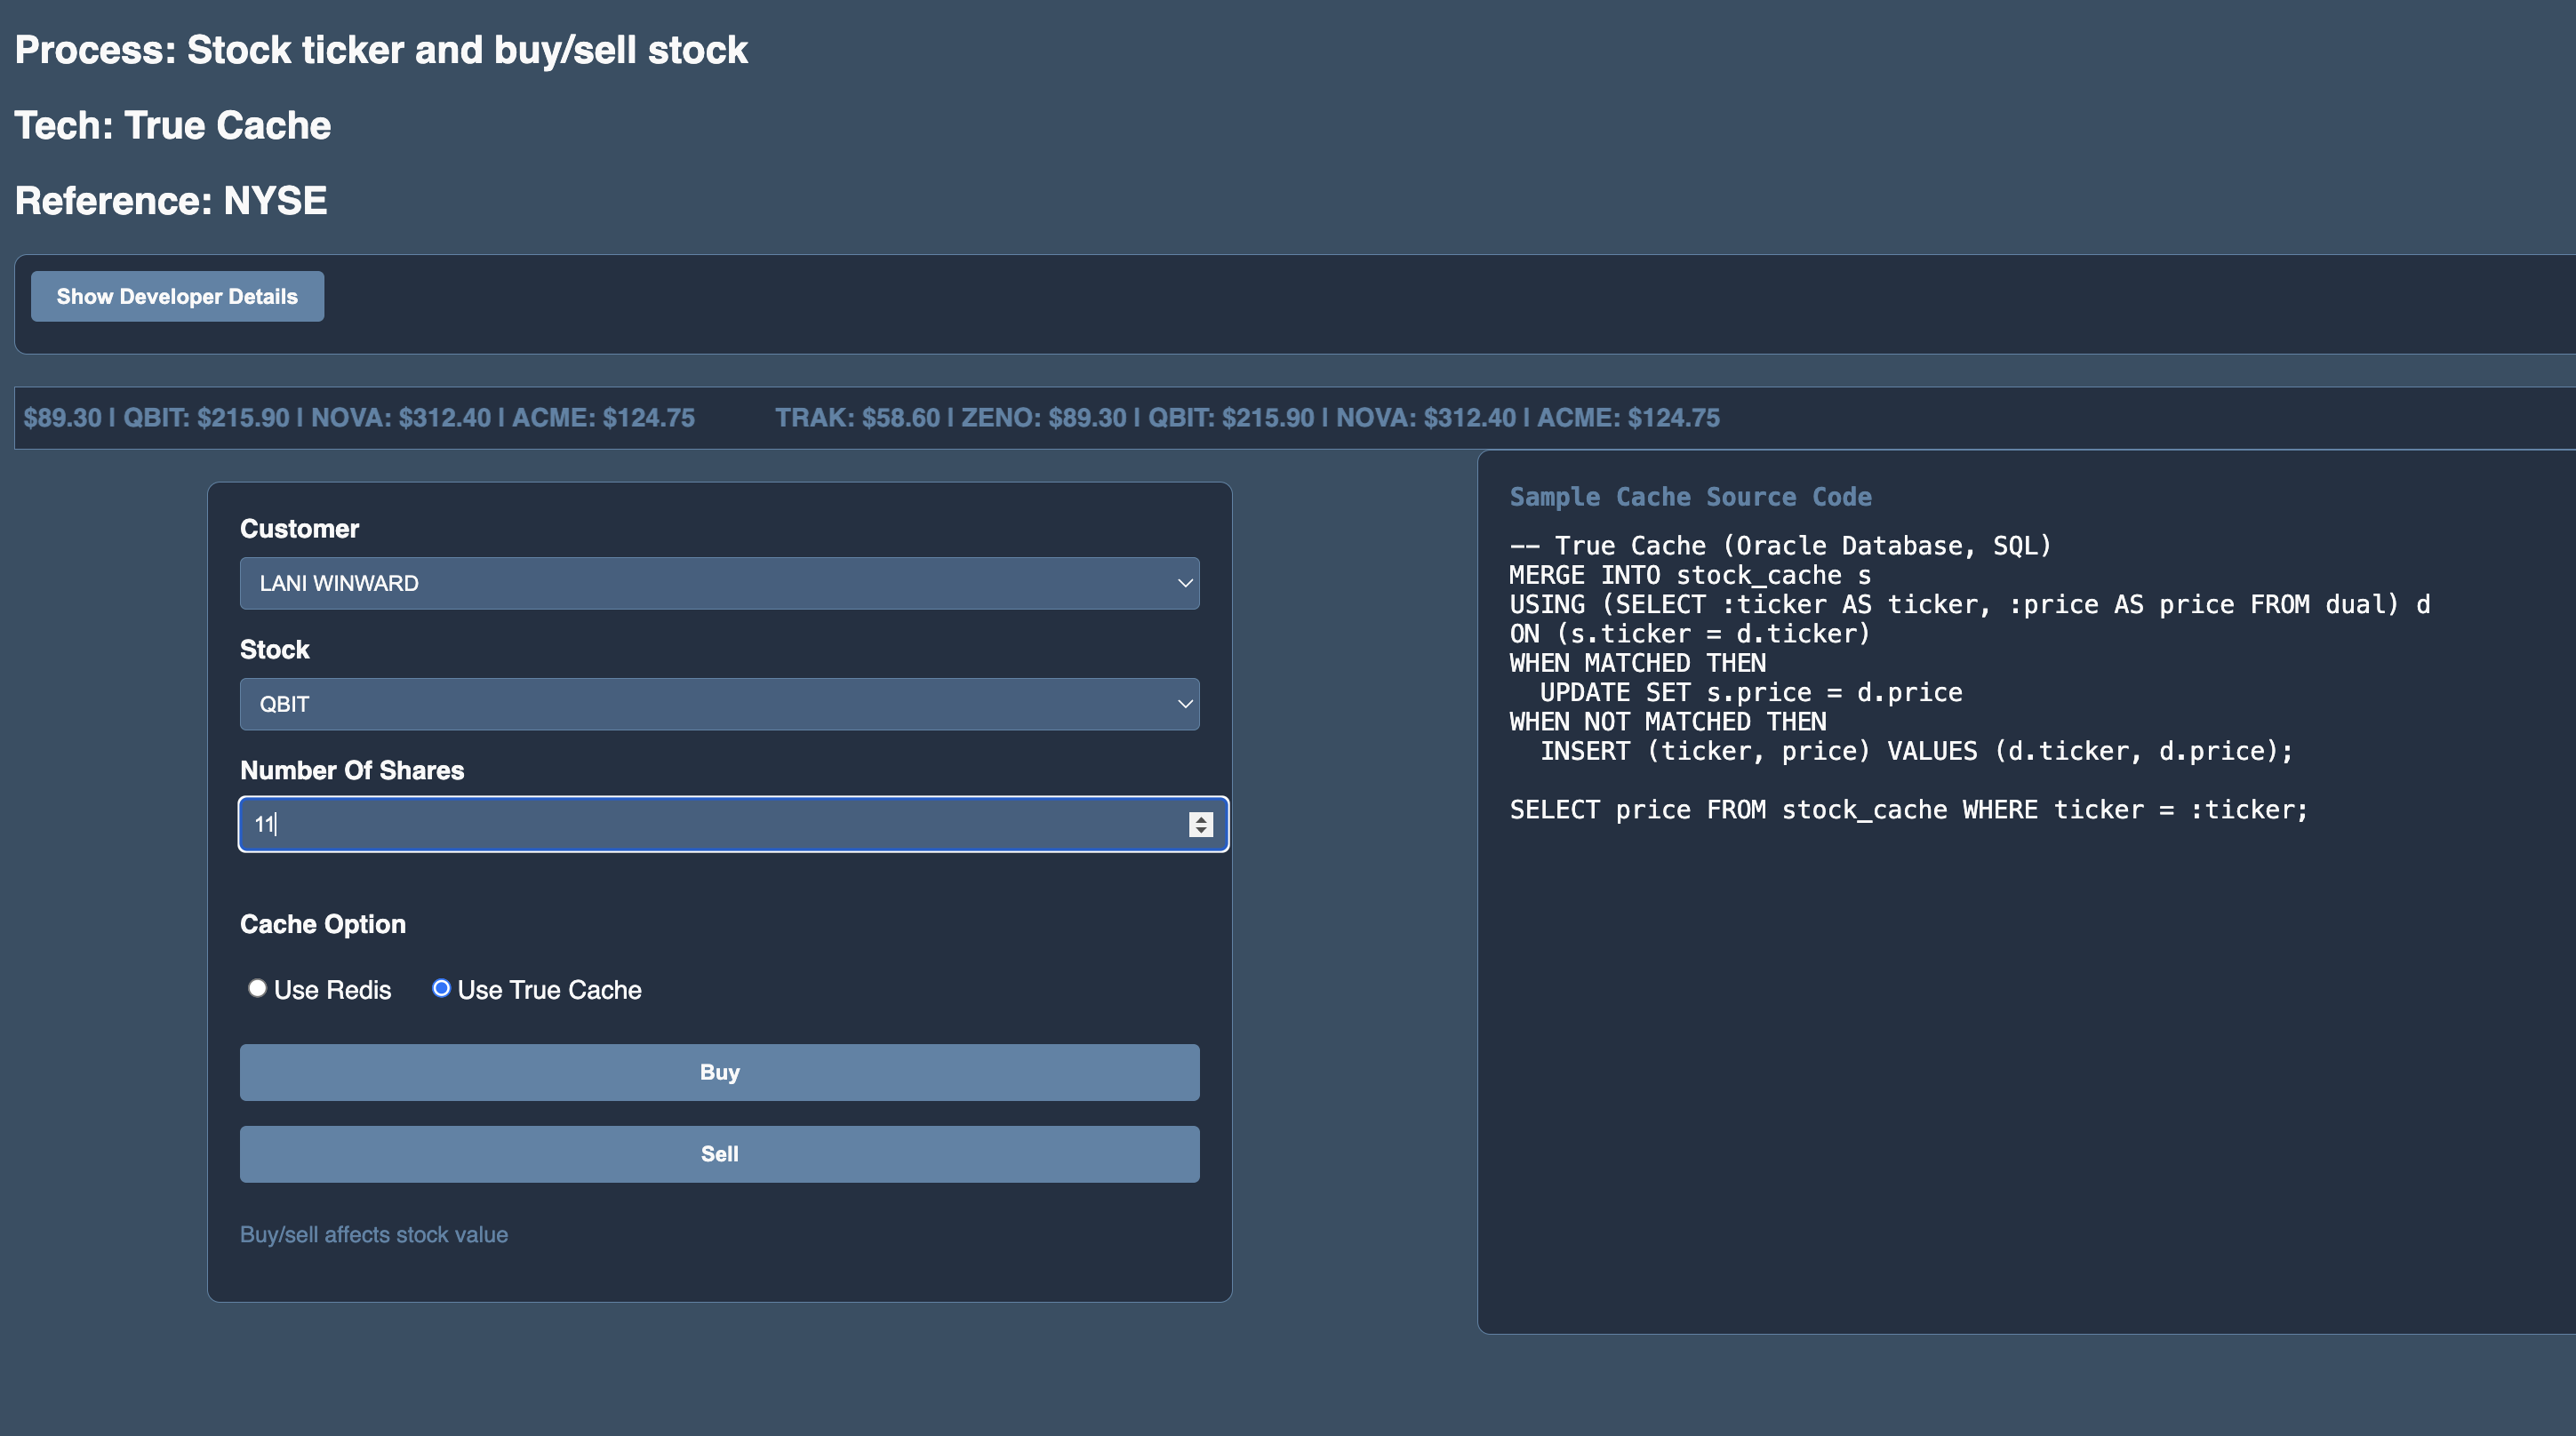 Process: Stock ticker and buy/sell stock
Tech: True Cache
Reference: NYSE
Show Developer Details
$89.30 | QBIT: $215.90 | NOVA: $312.40 | ACME: $124.75 TRAK: $58.60 | ZENO: $89.30 | QBIT: $215.90 | NOVA: $312.40 | ACME: $124.75
Customer
LANI WINWARD
Stock
QBIT
Number Of Shares
11
Cache Option
Use Redis Use True Cache
Buy
Sell
Buy/sell affects stock value
Sample Cache Source Code
-- True Cache (Oracle Database, SQL)
MERGE INTO stock_cache s
USING (SELECT :ticker AS ticker, :price AS price FROM dual) d
ON (s.ticker = d.ticker)
WHEN MATCHED THEN
  UPDATE SET s.price = d.price
WHEN NOT MATCHED THEN
  INSERT (ticker, price) VALUES (d.ticker, d.price);
SELECT price FROM stock_cache WHERE ticker = :ticker;